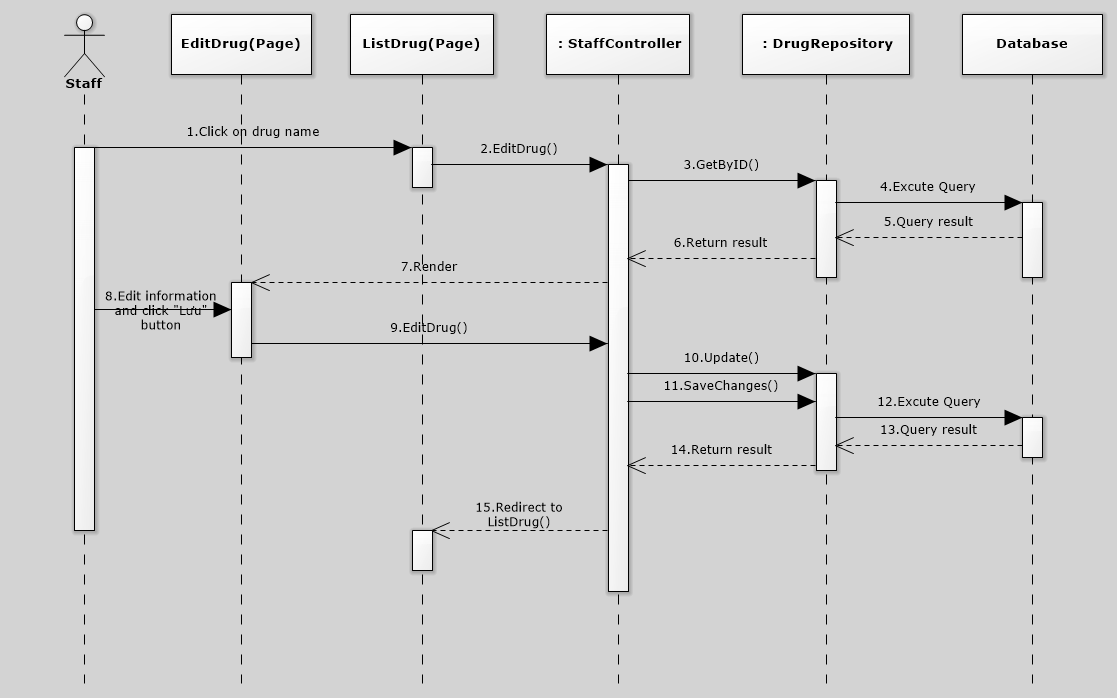 EditDrug(Page)
ListDrug(Page)
: StaffController
: DrugRepository
Database
Staff
1.Click on drug name
2.EditDrug()
3.GetByID()
4.Excute Query
5.Query result
6.Return result
7.Render
8.Edit information
and click "Lưu"
button
9.EditDrug()
10.Update()
11.SaveChanges()
12.Excute Query
13.Query result
14.Return result
15.Redirect to
ListDrug()